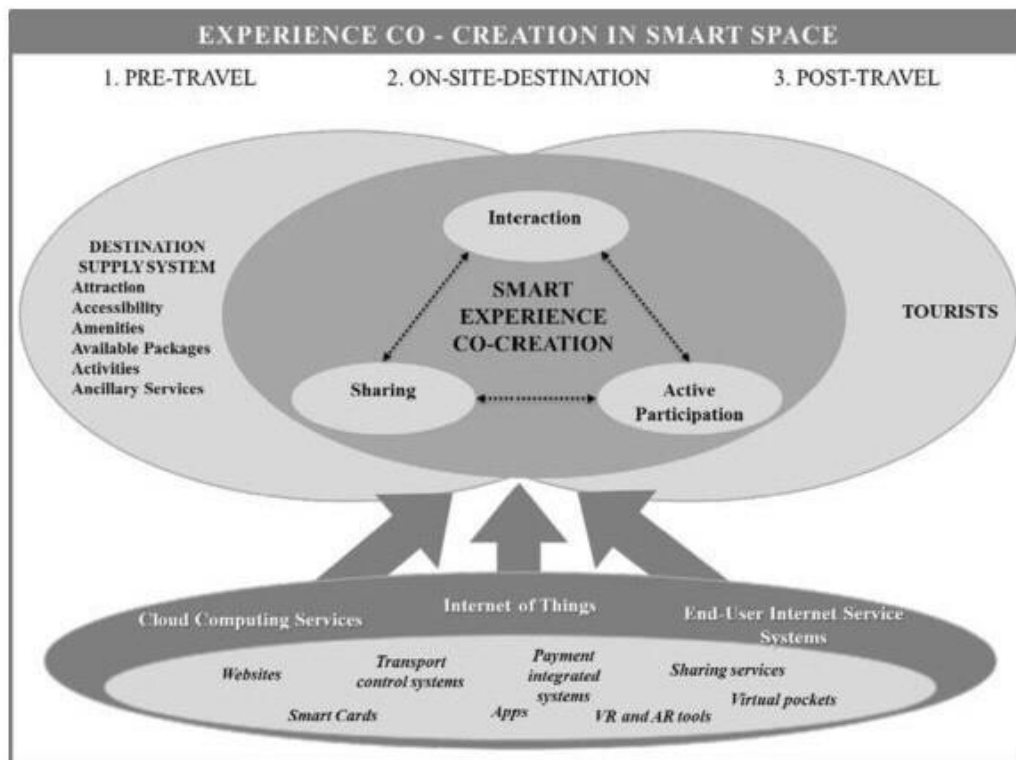 EXPERIENCE CO - CREATION IN SMART SPACE
1. PRE-TRAVEL
2. ON-SITE-DESTINATION
3. POST-TRAVEL
DESTINATION
SUPPLY SYSTEM
Attraction
Accessibility
Amenities
Available Packages
Activities
Ancillary Services
Interaction
SMART
EXPERIENCE
CO-CREATION
Sharing
Active
Participation
TOURISTS
Cloud Computing Services
Internet of Things
End-User Internet Service
Systems
Websites
Transport
control systems
Payment
integrated
systems
Sharing services
Smart Cards
Apps
VR and AR tools
Virtual pockets